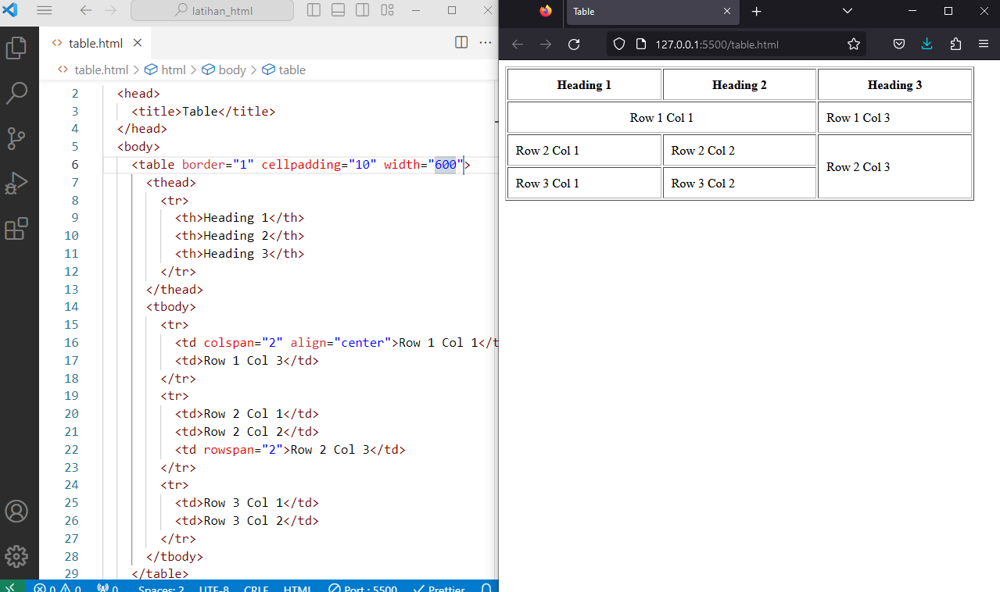 latihan_html
table.html
table.html > html > body > table
2 <head>
3 <title>Table</title>
4 </head>
5 <body>
6 <table border="1" cellpadding="10" width="600">
7 <thead>
8 <tr>
9 <th>Heading 1</th>
10 <th>Heading 2</th>
11 <th>Heading 3</th>
12 </tr>
13 </thead>
14 <tbody>
15 <tr>
16 <td colspan="2" align="center">Row 1 Col 1</t
17 <td>Row 1 Col 3</td>
18 </tr>
19 <tr>
20 <td>Row 2 Col 1</td>
21 <td>Row 2 Col 2</td>
22 <td rowspan="2">Row 2 Col 3</td>
23 </tr>
24 <tr>
25 <td>Row 3 Col 1</td>
26 <td>Row 3 Col 2</td>
27 </tr>
28 </tbody>
29 </table>
0 0 0 Spaces: 2 UTF-8 CRLF HTML Port : 5500 Prettier
Table
127.0.0.1:5500/table.html
Heading 1 Heading 2 Heading 3
Row 1 Col 1 Row 1 Col 3
Row 2 Col 1 Row 2 Col 2
Row 2 Col 3
Row 3 Col 1 Row 3 Col 2